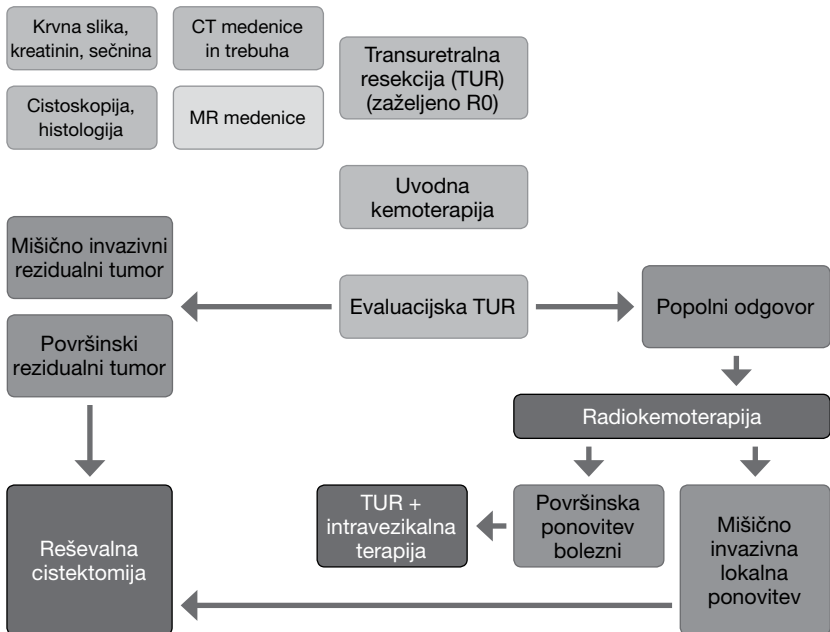 Krvna slika,
kreatinin, sečnina
CT medenice
in trebuha
Transuretralna
resekcija (TUR)
(zaželjeno R0)
Cistoskopija,
histologija
MR medenice
Uvodna
kemoterapija
Mišično invazivni
rezidualni tumor
Evaluacijska TUR
Popolni odgovor
Površinski
rezidualni tumor
Radiokemoterapija
Reševalna
cistektomija
TUR +
intravezikalna
terapija
Površinska
ponovitev
bolezni
Mišično
invazivna
lokalna
ponovitev